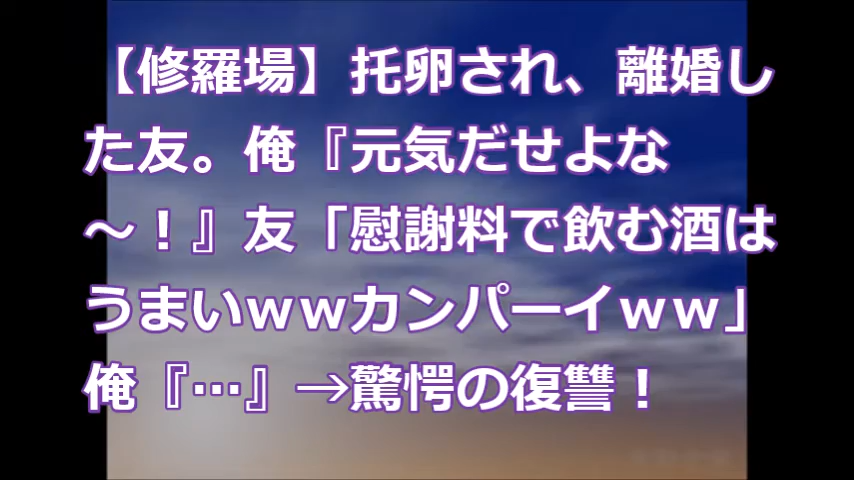 【修羅場】托卵され、離婚し
た友。俺『元気だせよな
～！』友「慰謝料で飲む酒は
うまいｗｗカンパーイｗｗ」
俺『…』→驚愕の復讐！